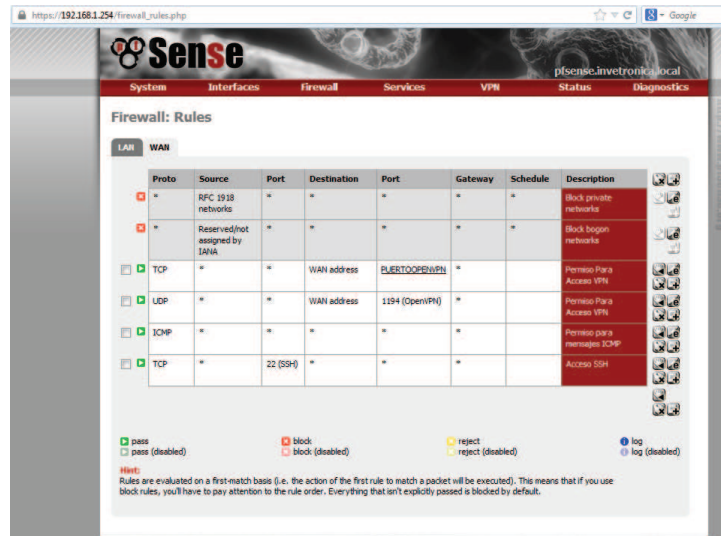 https://192.168.1.254/firewall_rules.php
Google
Sense
pfsense.invetronica.local
System Interfaces Firewall Services VPN Status Diagnostics
Firewall: Rules
LAN WAN
Proto Source Port Destination Port Gateway Schedule Description
* RFC 1918 networks * * * * * Block private networks
* Reserved/not assigned by IANA * * * * * Block bogon networks
TCP * * WAN address PUERTOOPENVPN * Permiso Para Acceso VPN
UDP * * WAN address 1194 (OpenVPN) * Permiso Para Acceso VPN
ICMP * * * * * Permiso para mensajes ICMP
TCP * 22 (SSH) * * * Acceso SSH
pass block reject log
pass (disabled) block (disabled) reject (disabled) log (disabled)
Hint:
Rules are evaluated on a first-match basis (i.e. the action of the first rule to match a packet will be executed). This means that if you use
block rules, you'll have to pay attention to the rule order. Everything that isn't explicitly passed is blocked by default.